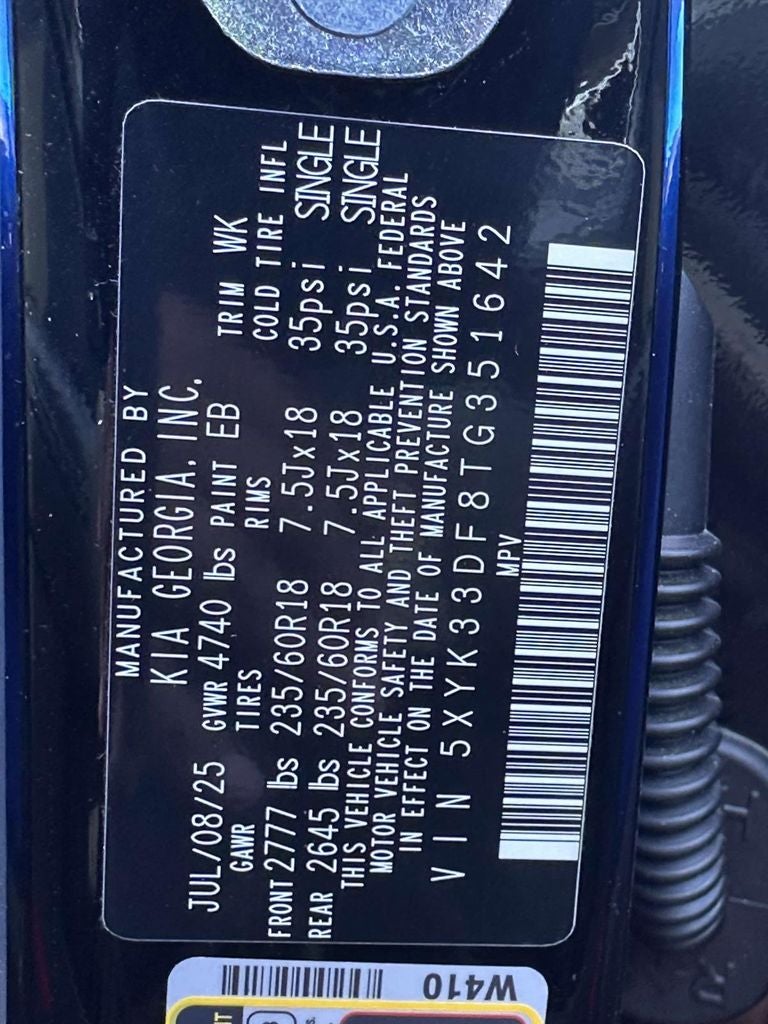 MANUFACTURED BY
KIA GEORGIA, INC.
JUL/08/25 GVWR 4740 lbs PAINT EB TRIM WK
GAWR TIRES RIMS COLD TIRE INFL
FRONT 2777 lbs 235/60R18 7.5Jx18 35psi SINGLE
REAR 2645 lbs 235/60R18 7.5Jx18 35psi SINGLE
THIS VEHICLE CONFORMS TO ALL APPLICABLE U.S.A. FEDERAL
MOTOR VEHICLE SAFETY AND THEFT PREVENTION STANDARDS
IN EFFECT ON THE DATE OF MANUFACTURE SHOWN ABOVE
VIN 5XYK33DF8TG351642
MPV
W410